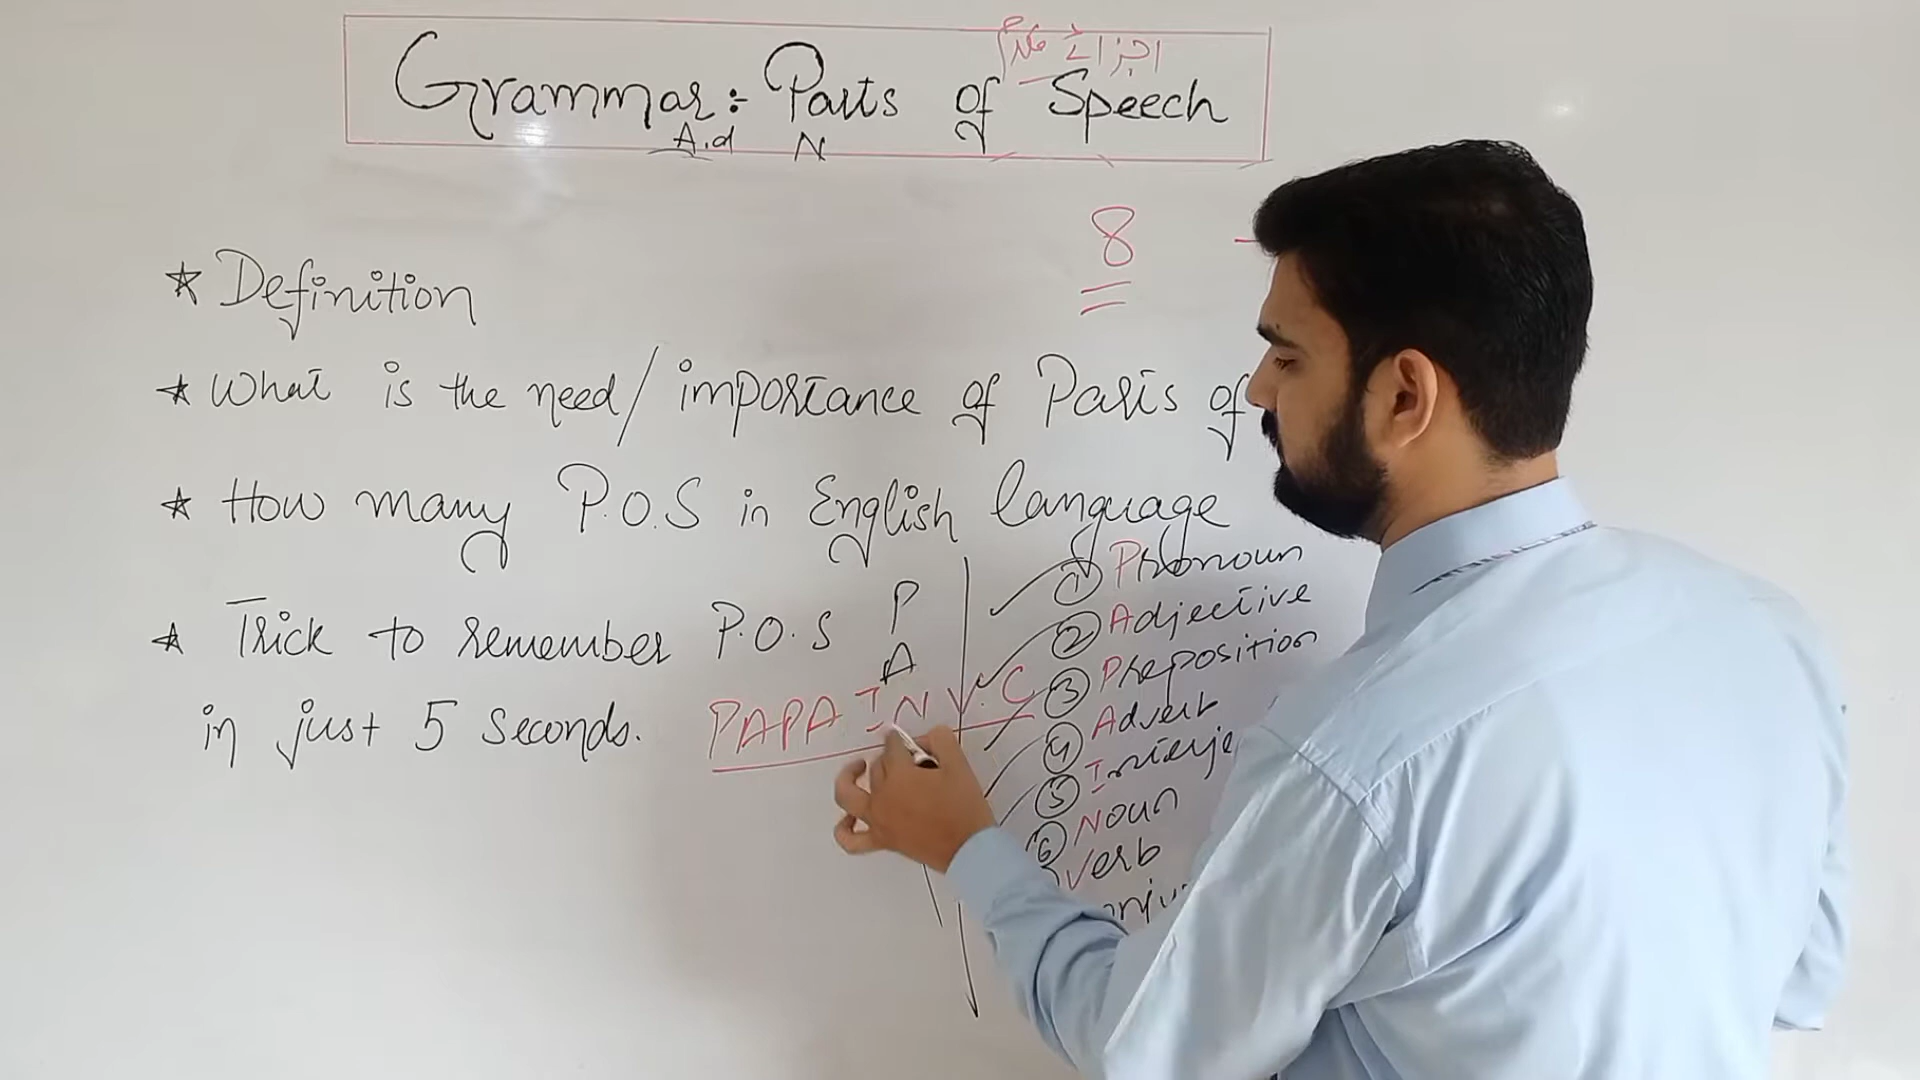 اجزائے کلام
Grammar: Parts of Speech
A.d N
8
* Definition
* What is the need/importance of Parts of
* How many P.O.S in English language
* Trick to remember P.O.S
in just 5 seconds. PAPA IN V.C
P
A
1 Pronoun
2 Adjective
3 Preposition
4 Adverb
5 Interje
6 Noun
Verb
onju